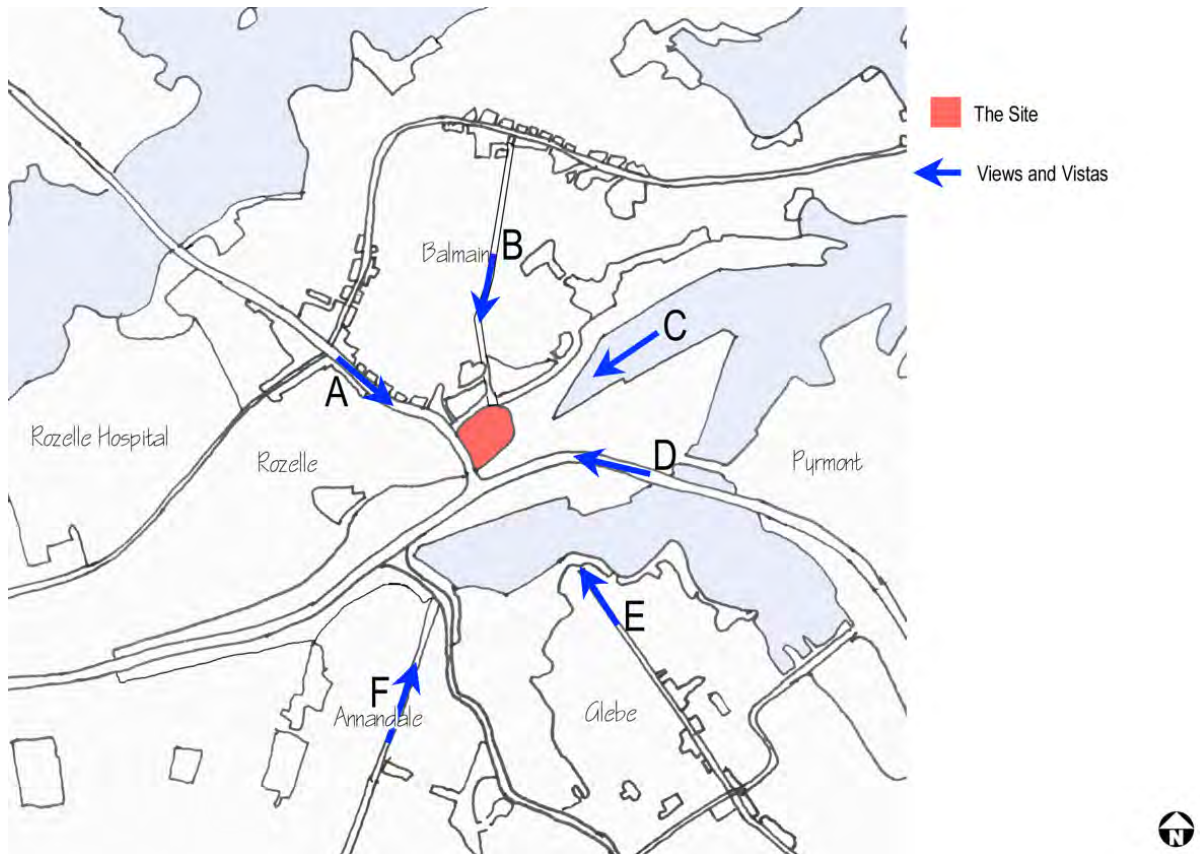 The Site
Views and Vistas
B
Balmain
C
A
Rozelle Hospital
Rozelle
D
Pyrmont
E
F
Annandale
Glebe
N